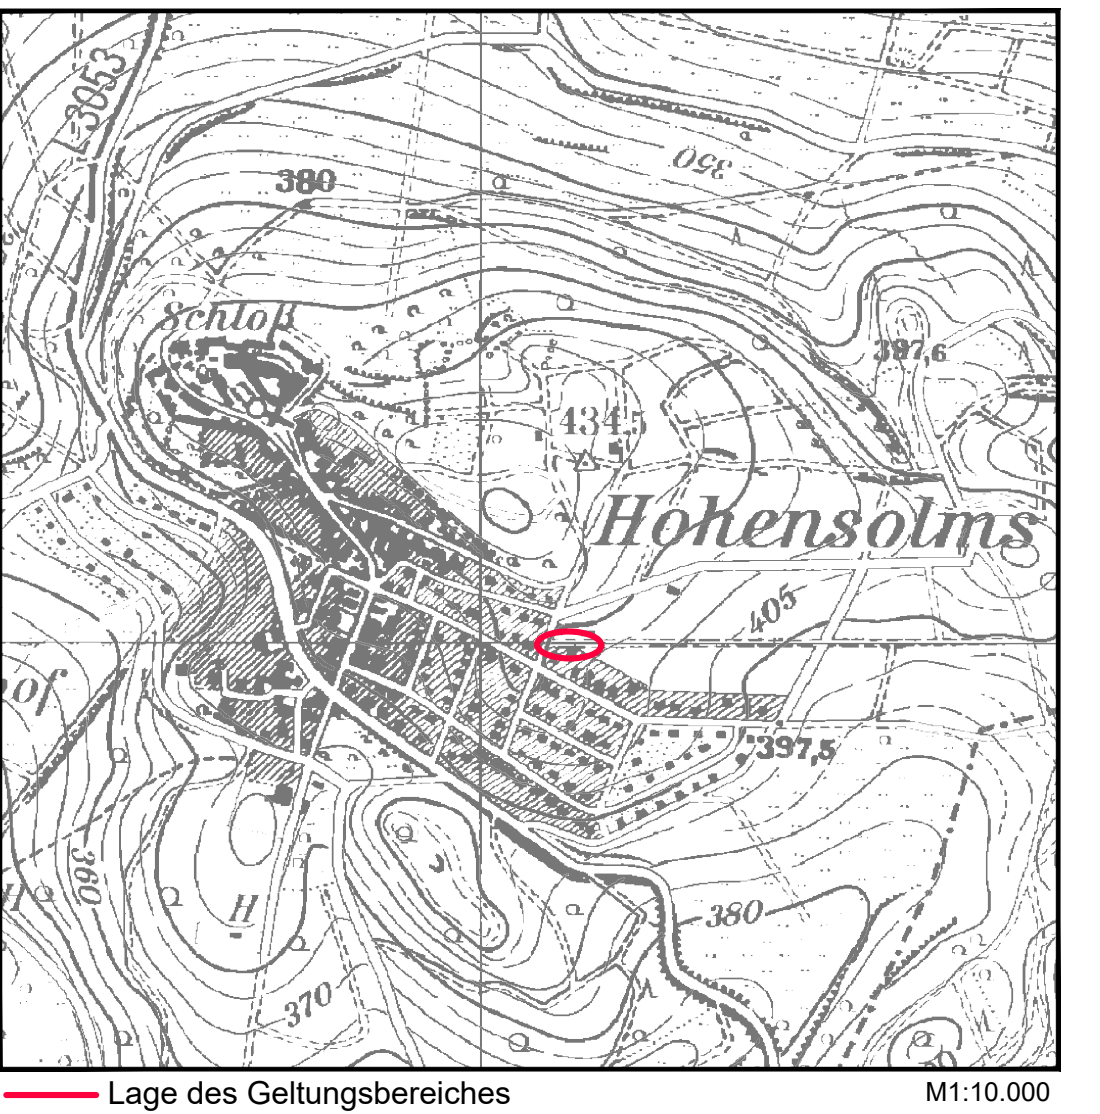 L 3053
350
380
Schloß
397,6
434,5
Hohensolms
405
of
397,5
360
H
H
380
370
Lage des Geltungsbereiches
M1:10.000